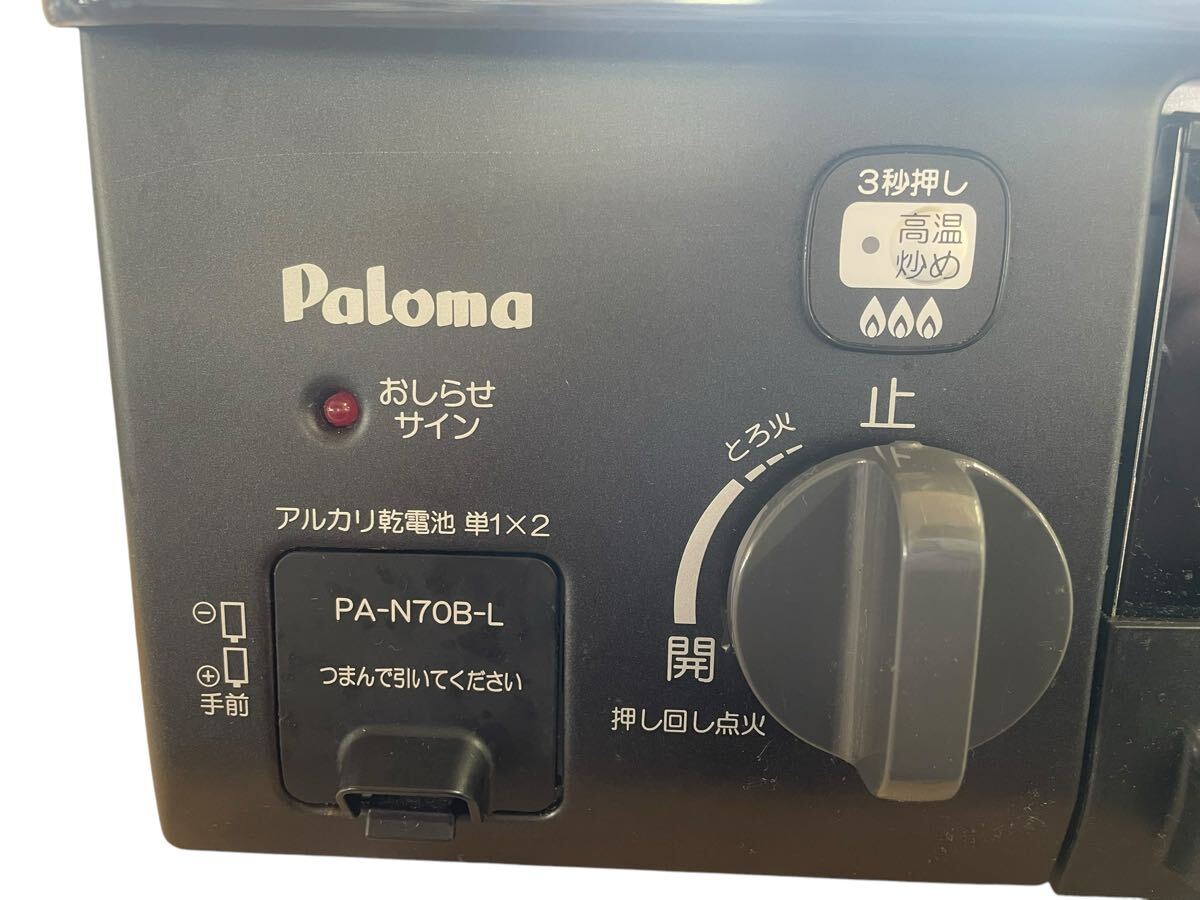 3秒押し
高温
炒め
Paloma
おしらせ
サイン
止
とろ火
アルカリ乾電池 単1×2
PA-N70B-L
つまんで引いてください
⊖
⊕
手前
開
押し回し点火